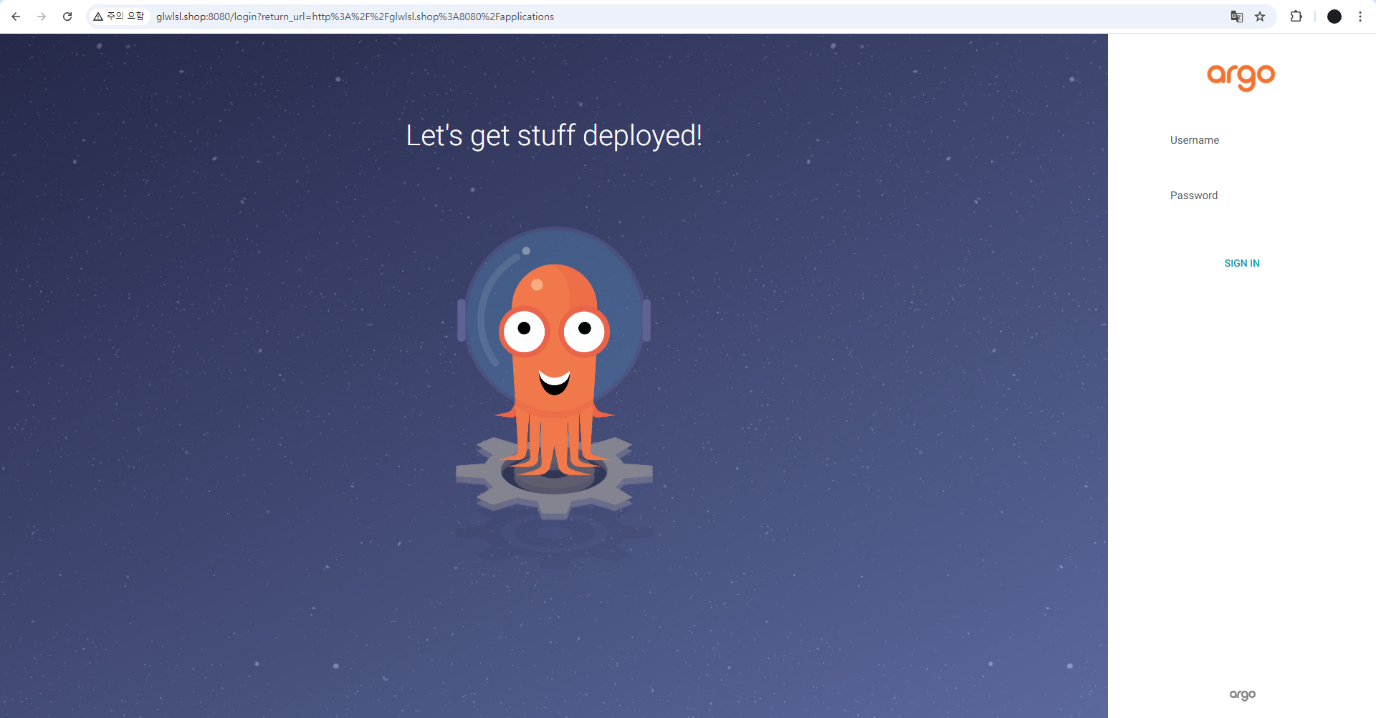 주의 요함
glwlsl.shop:8080/login?return_url=http%3A%2F%2Fglwlsl.shop%3A8080%2Fapplications
argo
Let's get stuff deployed!
Username
Password
SIGN IN
argo